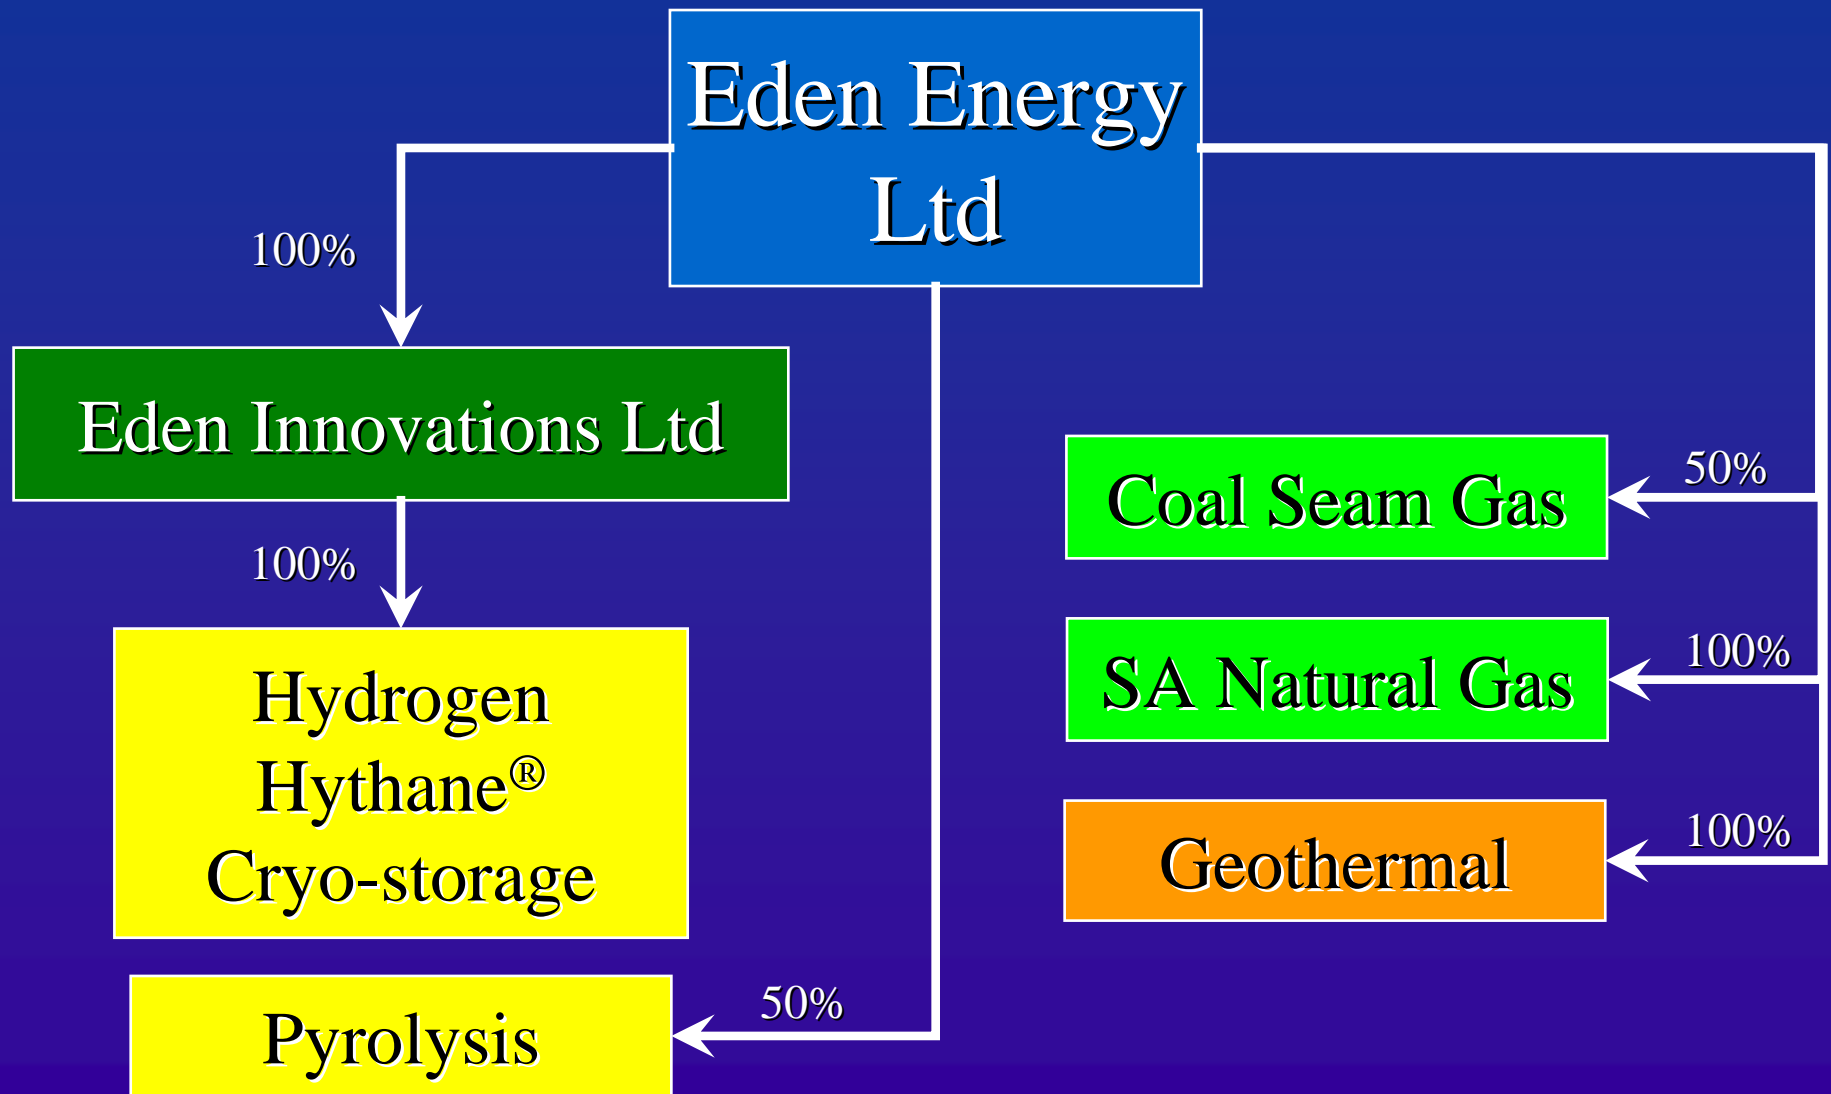 Eden Energy
Ltd
100%
Eden Innovations Ltd
100%
Hydrogen
Hythane®
Cryo-storage
Pyrolysis
50%
Coal Seam Gas
50%
SA Natural Gas
100%
Geothermal
100%